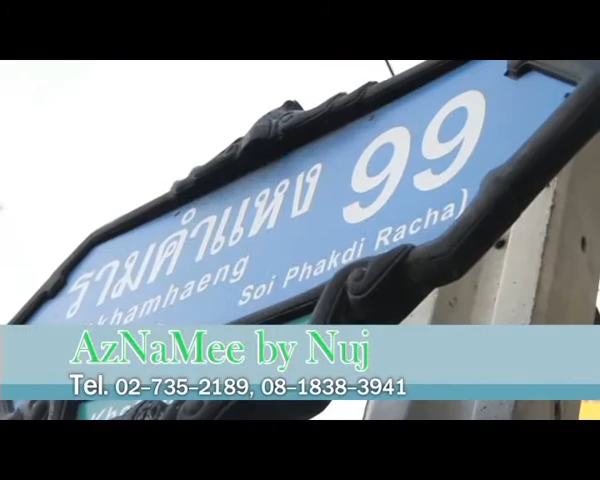 รามคำแหง 99
khamhaeng
Soi Phakdi Racha)
AzNaMee by Nuj
Tel. 02-735-2189, 08-1838-3941